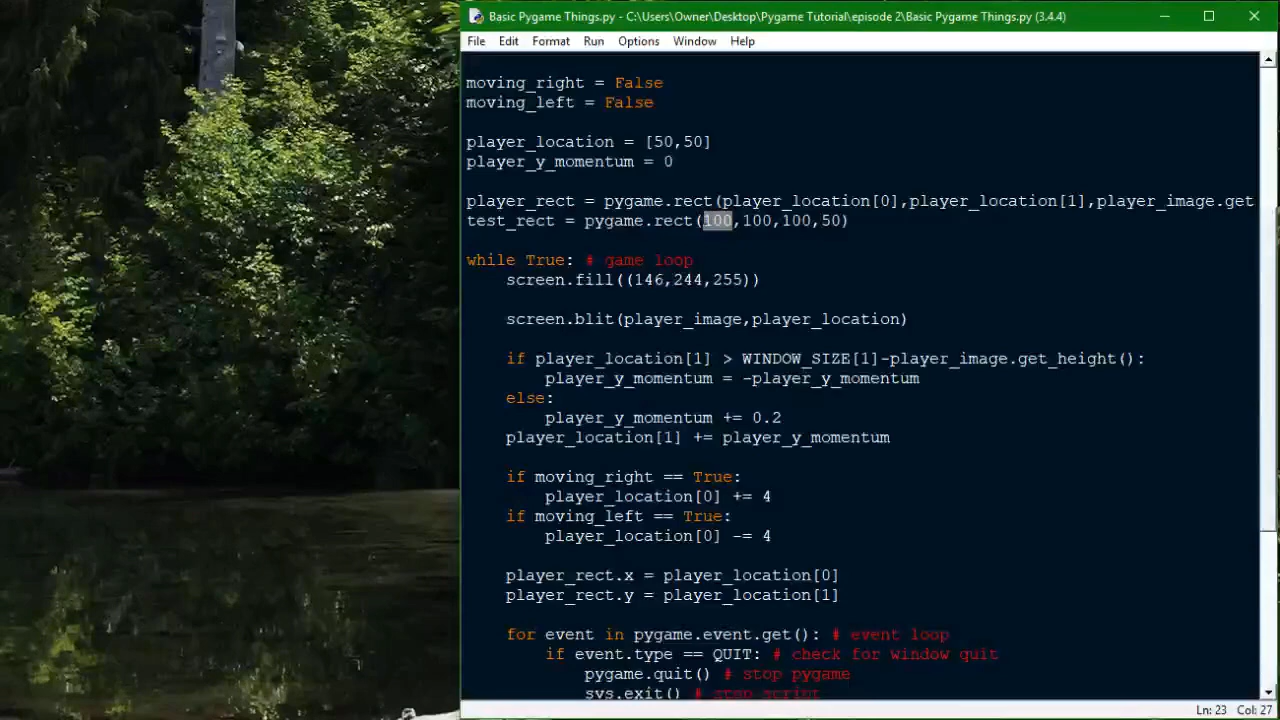 Basic Pygame Things.py - C:\Users\Owner\Desktop\Pygame Tutorial\episode 2\Basic Pygame Things.py (3.4.4)
File Edit Format Run Options Window Help
moving_right = False
moving_left = False
player_location = [50,50]
player_y_momentum = 0
player_rect = pygame.rect(player_location[0],player_location[1],player_image.get
test_rect = pygame.rect(100,100,100,50)
while True: # game loop
screen.fill((146,244,255))
screen.blit(player_image,player_location)
if player_location[1] > WINDOW_SIZE[1]-player_image.get_height():
player_y_momentum = -player_y_momentum
else:
player_y_momentum += 0.2
player_location[1] += player_y_momentum
if moving_right == True:
player_location[0] += 4
if moving_left == True:
player_location[0] -= 4
player_rect.x = player_location[0]
player_rect.y = player_location[1]
for event in pygame.event.get(): # event loop
if event.type == QUIT: # check for window quit
pygame.quit() # stop pygame
sys.exit() # stop script
Ln: 23 Col: 27